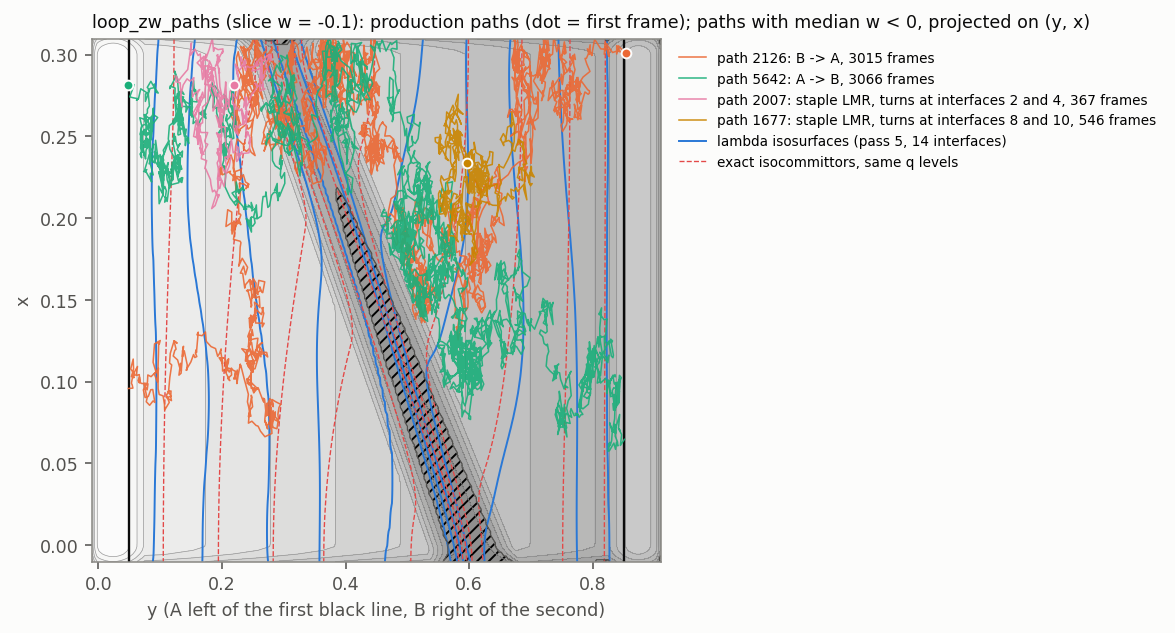 loop_zw_paths (slice w = -0.1): production paths (dot = first frame); paths with median w < 0, projected on (y, x)
path 2126: B -> A, 3015 frames
path 5642: A -> B, 3066 frames
path 2007: staple LMR, turns at interfaces 2 and 4, 367 frames
path 1677: staple LMR, turns at interfaces 8 and 10, 546 frames
lambda isosurfaces (pass 5, 14 interfaces)
exact isocommittors, same q levels
x
0.30
0.25
0.20
0.15
0.10
0.05
0.00
0.0 0.2 0.4 0.6 0.8
y (A left of the first black line, B right of the second)